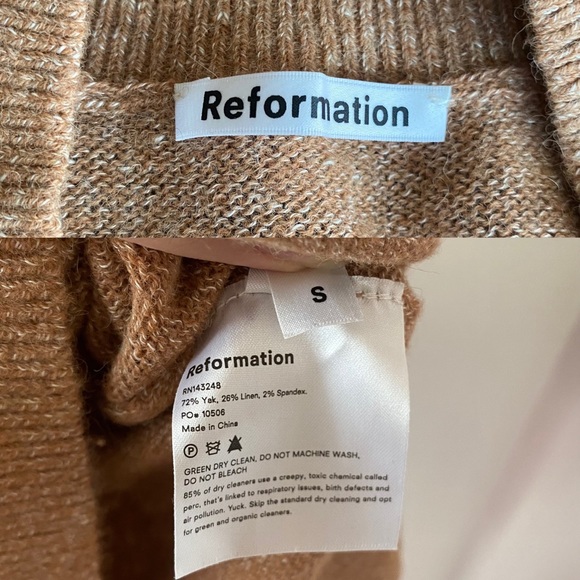 Reformation
S
Reformation
RN143248
72% Yak, 26% Linen, 2% Spandex.
PO# 10506
Made in China
P
GREEN DRY CLEAN, DO NOT MACHINE WASH,
DO NOT BLEACH
85% of dry cleaners use a creepy, toxic chemical called
perc, that's linked to respiratory issues, birth defects and
air pollution. Yuck. Skip the standard dry cleaning and opt
for green and organic cleaners.